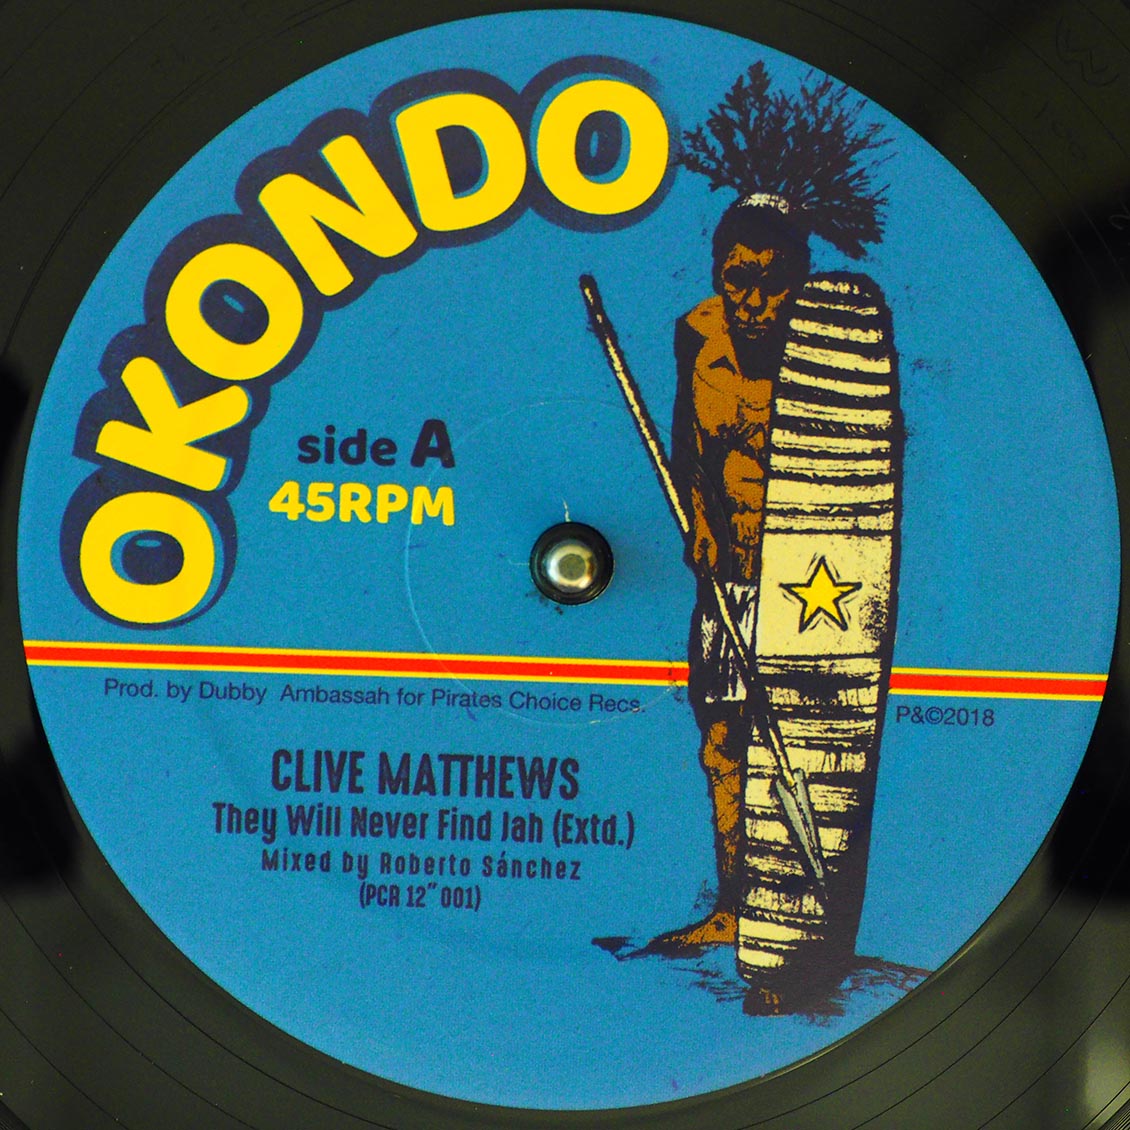 OKONDO
side A
45RPM
Prod. by Dubby Ambassah for Pirates Choice Recs.
P&©2018
CLIVE MATTHEWS
They Will Never Find Jah (Extd.)
Mixed by Roberto Sánchez
(PCR 12" 001)